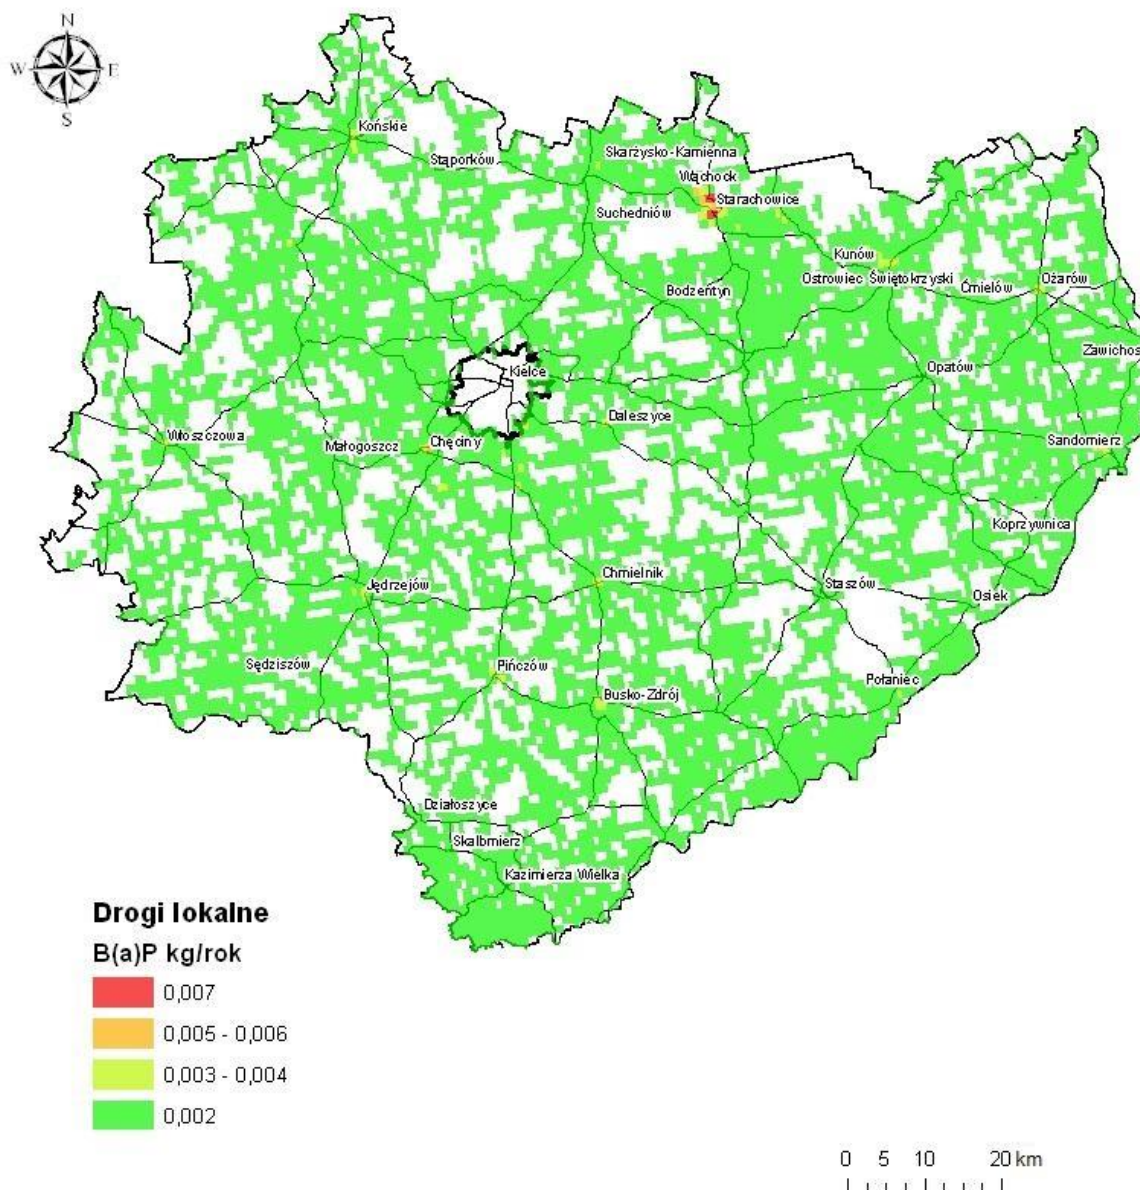 N
W E
S
Końskie
Stąporków
Skarżysko-Kamienna
Wąchock
Starachowice
Suchedniów
Kunów
Ostrowiec Świętokrzyski
Ćmielów
Ożarów
Bodzentyn
Zawichos
Kielce
Opatów
Daleszyce
Włoszczowa
Małogoszcz
Chęciny
Sandomierz
Koprzywnica
Chmielnik
Jędrzejów
Staszów
Osiek
Sędziszów
Pińczów
Połaniec
Busko-Zdrój
Działoszyce
Skalbmierz
Kazimierza Wielka
Drogi lokalne
B(a)P kg/rok
0,007
0,005 - 0,006
0,003 - 0,004
0,002
0 5 10 20 km